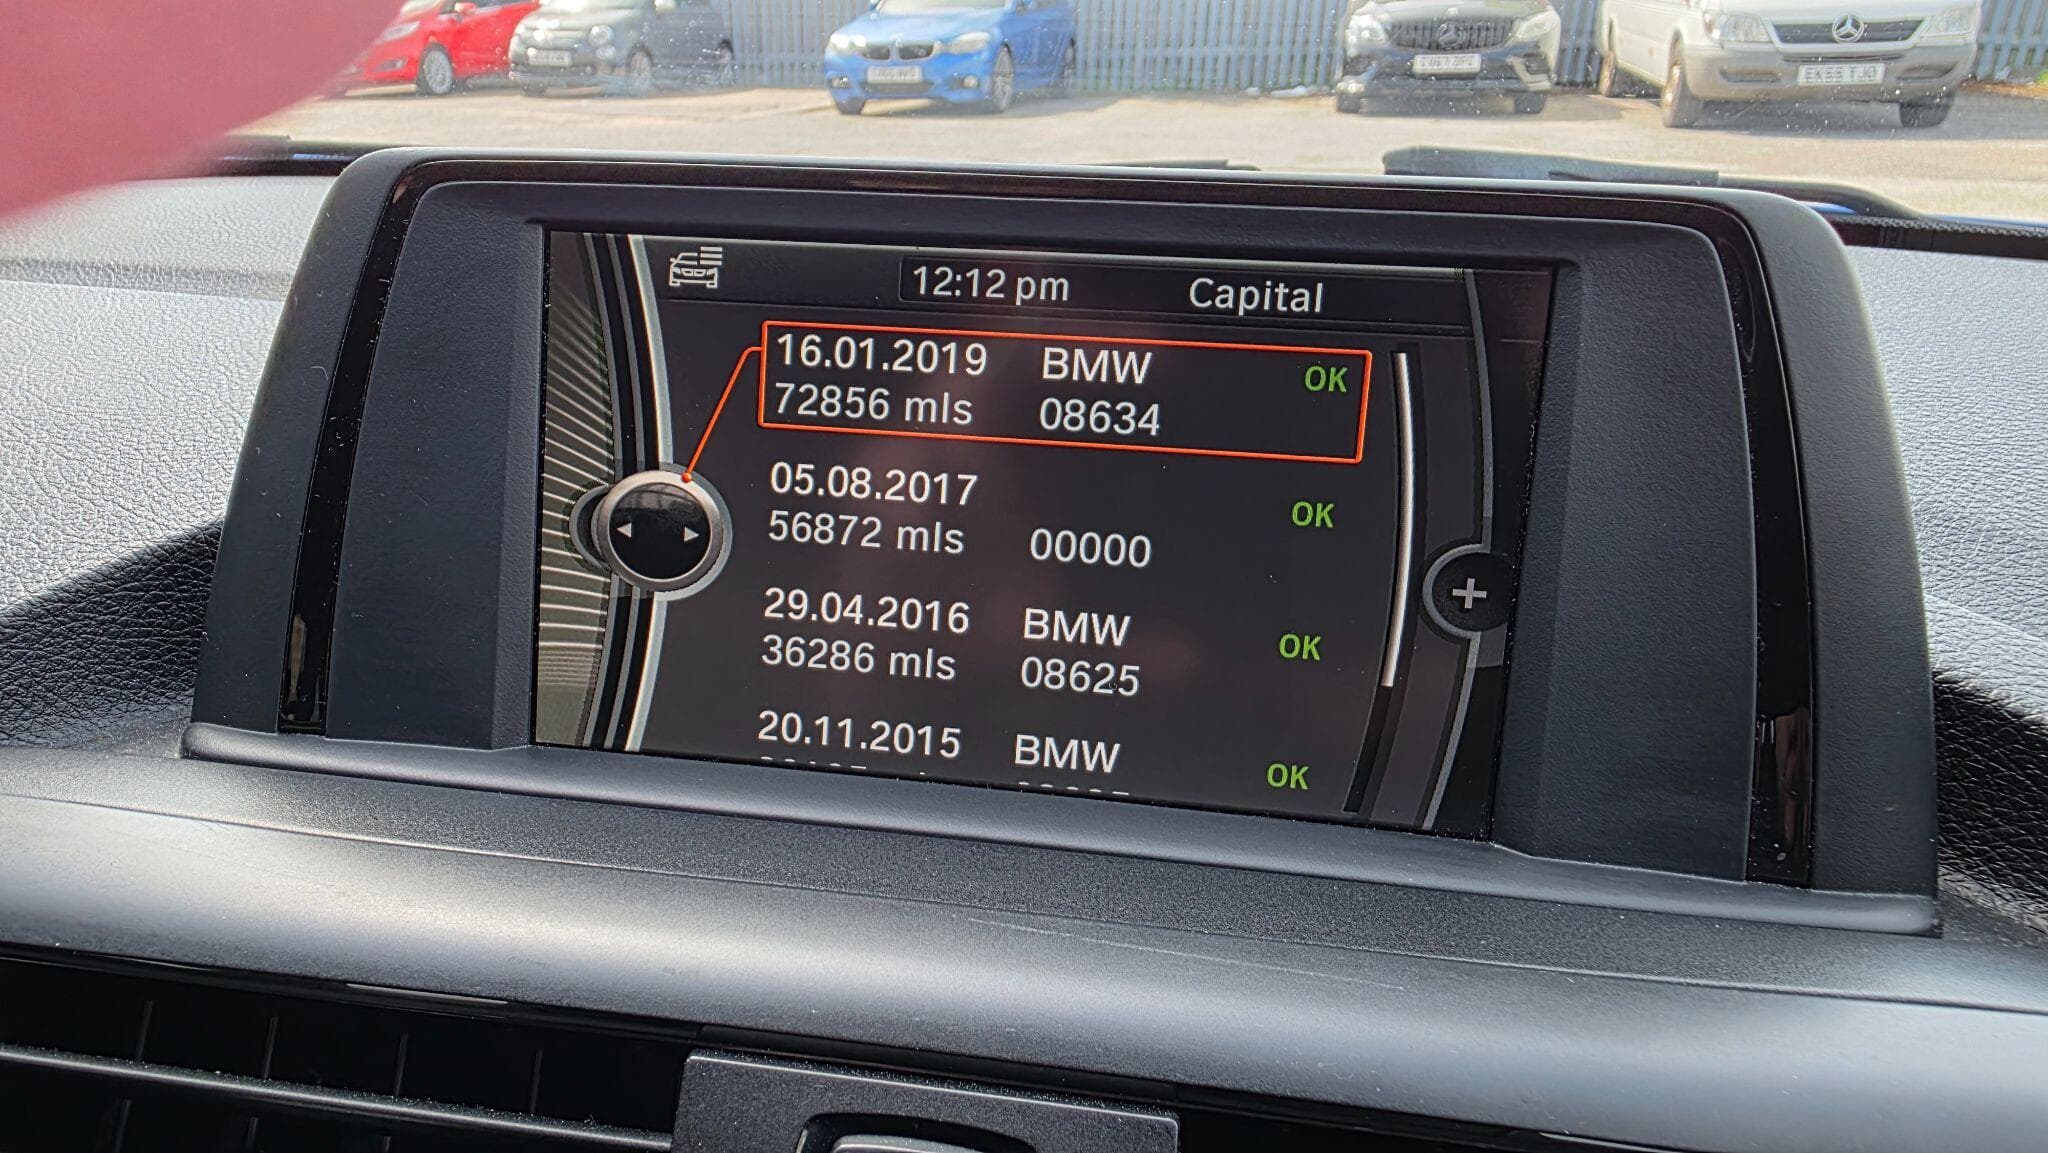 12:12 pm Capital
16.01.2019 BMW OK
72856 mls 08634
05.08.2017 OK
56872 mls 00000
29.04.2016 BMW OK
36286 mls 08625
20.11.2015 BMW OK